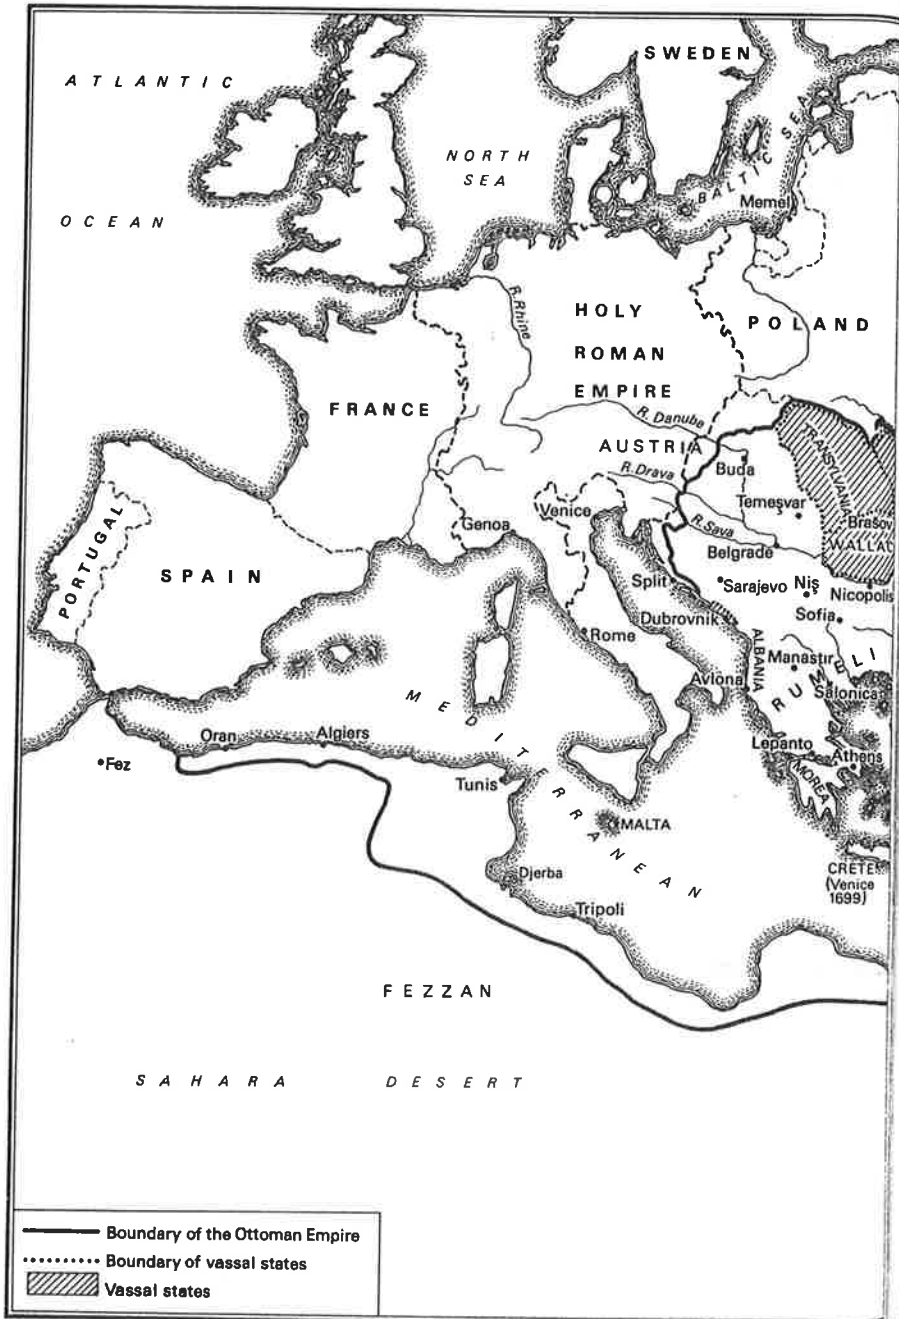 SWEDEN
ATLANTIC
OCEAN
NORTH
SEA
BALTIC SEA
Memel
R. Rhine
HOLY
ROMAN
EMPIRE
POLAND
FRANCE
R. Danube
AUSTRIA
Buda
R. Drava
TRANSYLVANIA
Temeşvar
Venice
Genoa
R. Sava
Brašov
WALLAC
Belgrade
PORTUGAL
SPAIN
Split
Sarajevo
Niş
Nicopolis
Dubrovnik
Sofia
Rome
ALBANIA
Manastır
RUMELI
Avlona
Salonica
MEDITERRANEAN
Oran
Algiers
Fez
Lepanto
Athens
Tunis
MOREA
MALTA
Djerba
CRETE
(Venice
1699)
Tripoli
FEZZAN
SAHARA DESERT
Boundary of the Ottoman Empire
Boundary of vassal states
Vassal states